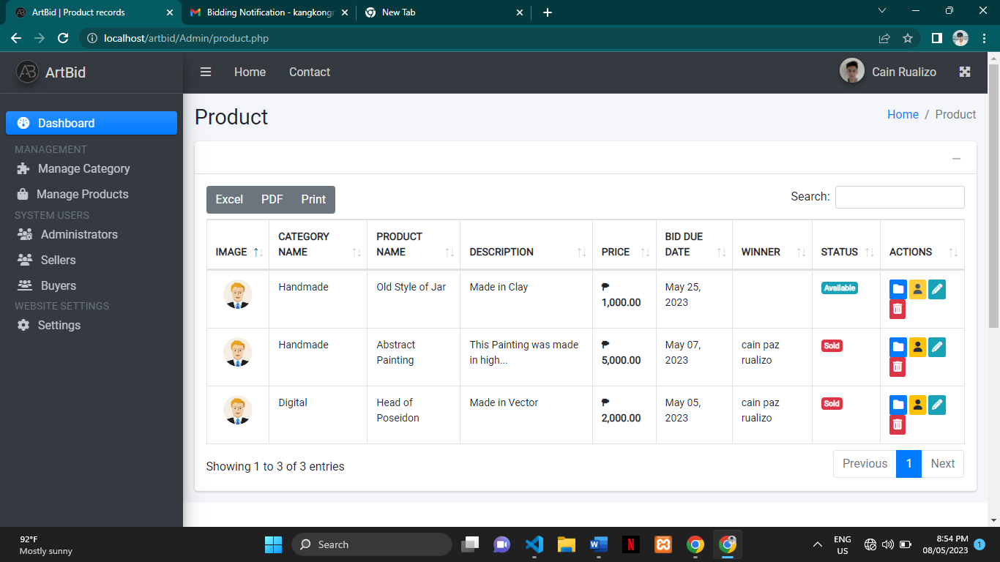 ArtBid | Product records
Bidding Notification - kangkongr
New Tab
localhost/artbid/Admin/product.php
AB ArtBid
Home Contact
Cain Rualizo
Dashboard
MANAGEMENT
Manage Category
Manage Products
SYSTEM USERS
Administrators
Sellers
Buyers
WEBSITE SETTINGS
Settings
Product
Home / Product
Excel PDF Print
Search:
IMAGE
CATEGORY
NAME
PRODUCT
NAME
DESCRIPTION
PRICE
BID DUE
DATE
WINNER
STATUS
ACTIONS
Handmade
Old Style of Jar
Made in Clay
₱
1,000.00
May 25,
2023
Available
Handmade
Abstract
Painting
This Painting was made
in high...
₱
5,000.00
May 07,
2023
cain paz
rualizo
Sold
Digital
Head of
Poseidon
Made in Vector
₱
2,000.00
May 05,
2023
cain paz
rualizo
Sold
Showing 1 to 3 of 3 entries
Previous 1 Next
92°F
Mostly sunny
Search
ENG
US
8:54 PM
08/05/2023
1